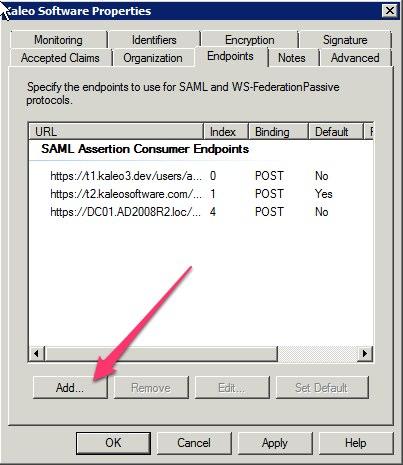 Kaleo Software Properties
Monitoring Identifiers Encryption Signature
Accepted Claims Organization Endpoints Notes Advanced
Specify the endpoints to use for SAML and WS-FederationPassive
protocols.
URL Index Binding Default F
SAML Assertion Consumer Endpoints
https://t1.kaleo3.dev/users/a... 0 POST No
https://t2.kaleosoftware.com/... 1 POST Yes
https://DC01.AD2008R2.loc/... 4 POST No
Add... Remove Edit... Set Default
OK Cancel Apply Help